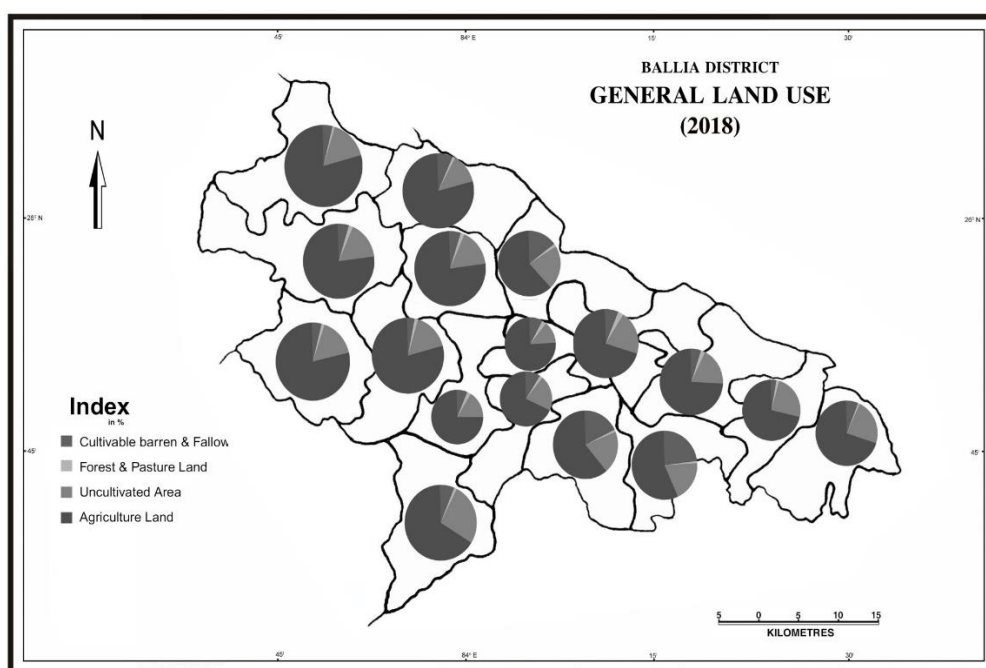 45'
84° E
15'
30'
BALLIA DISTRICT
GENERAL LAND USE
(2018)
N
26° N
26° N
Index
in %
Cultivable barren & Fallow
Forest & Pasture Land
Uncultivated Area
Agriculture Land
45'
45'
5 0 5 10 15
KILOMETRES
45'
84° E
15'
30'